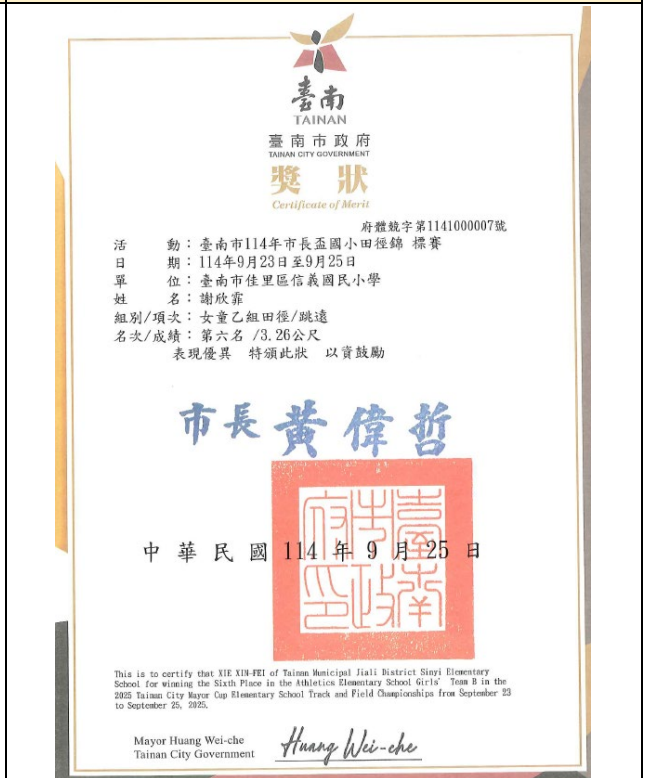 臺南
TAINAN
臺南市政府
TAINAN CITY GOVERNMENT
獎 狀
Certificate of Merit
府體競字第1141000007號
活 動：臺南市114年市長盃國小田徑錦 標賽
日 期：114年9月23日至9月25日
單 位：臺南市佳里區信義國民小學
姓 名：謝欣霏
組別/項次：女童乙組田徑/跳遠
名次/成績：第六名 /3.26公尺
表現優異 特頒此狀 以資鼓勵
市長 黃偉哲
臺南市政府印
中華民國 114 年 9 月 25 日
This is to certify that XIE XIN-FEI of Tainan Municipal Jiali District Sinyi Elementary
School for winning the Sixth Place in the Athletics Elementary School Girls' Team B in the
2025 Tainan City Mayor Cup Elementary School Track and Field Championships from September 23
to September 25, 2025.
Mayor Huang Wei-che
Tainan City Government
Huang Wei-che